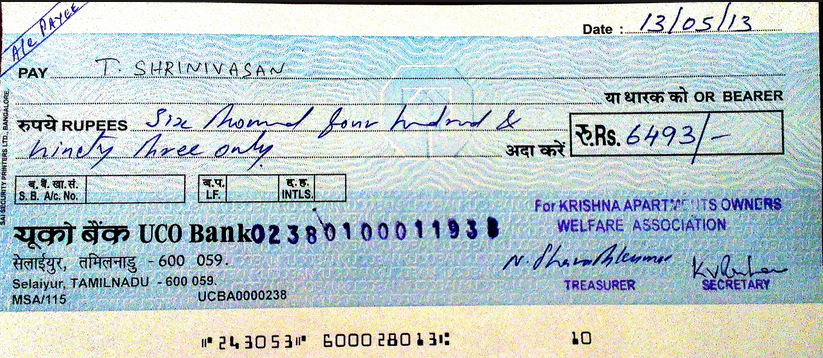 A/c PAYEE
Date : 13/05/13
PAY T. SHRINIVASAN
या धारक को OR BEARER
रुपये RUPEES Six thousand four hundred &
ninety three only अदा करें रु.Rs. 6493/-
ब.बैं.खा.सं. ब.प. ह.ह.
S. B. A/c. No. LF. INTLS.
यूको बैंक UCO Bank 02380100011938
सेलाईयुर, तमिलनाडु - 600 059.
Selaiyur, TAMILNADU - 600 059.
MSA/115 UCBA0000238
For KRISHNA APARTMENTS OWNERS
WELFARE ASSOCIATION
TREASURER SECRETARY
SAI SECURITY PRINTERS LTD., BANGALORE
⑈243053⑈ 600028013⑆ 10